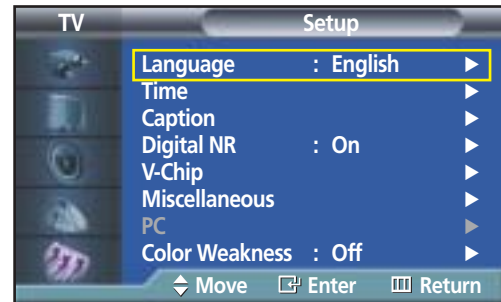 TV Setup
Language : English
Time
Caption
Digital NR : On
V-Chip
Miscellaneous
PC
Color Weakness : Off
Move Enter Return